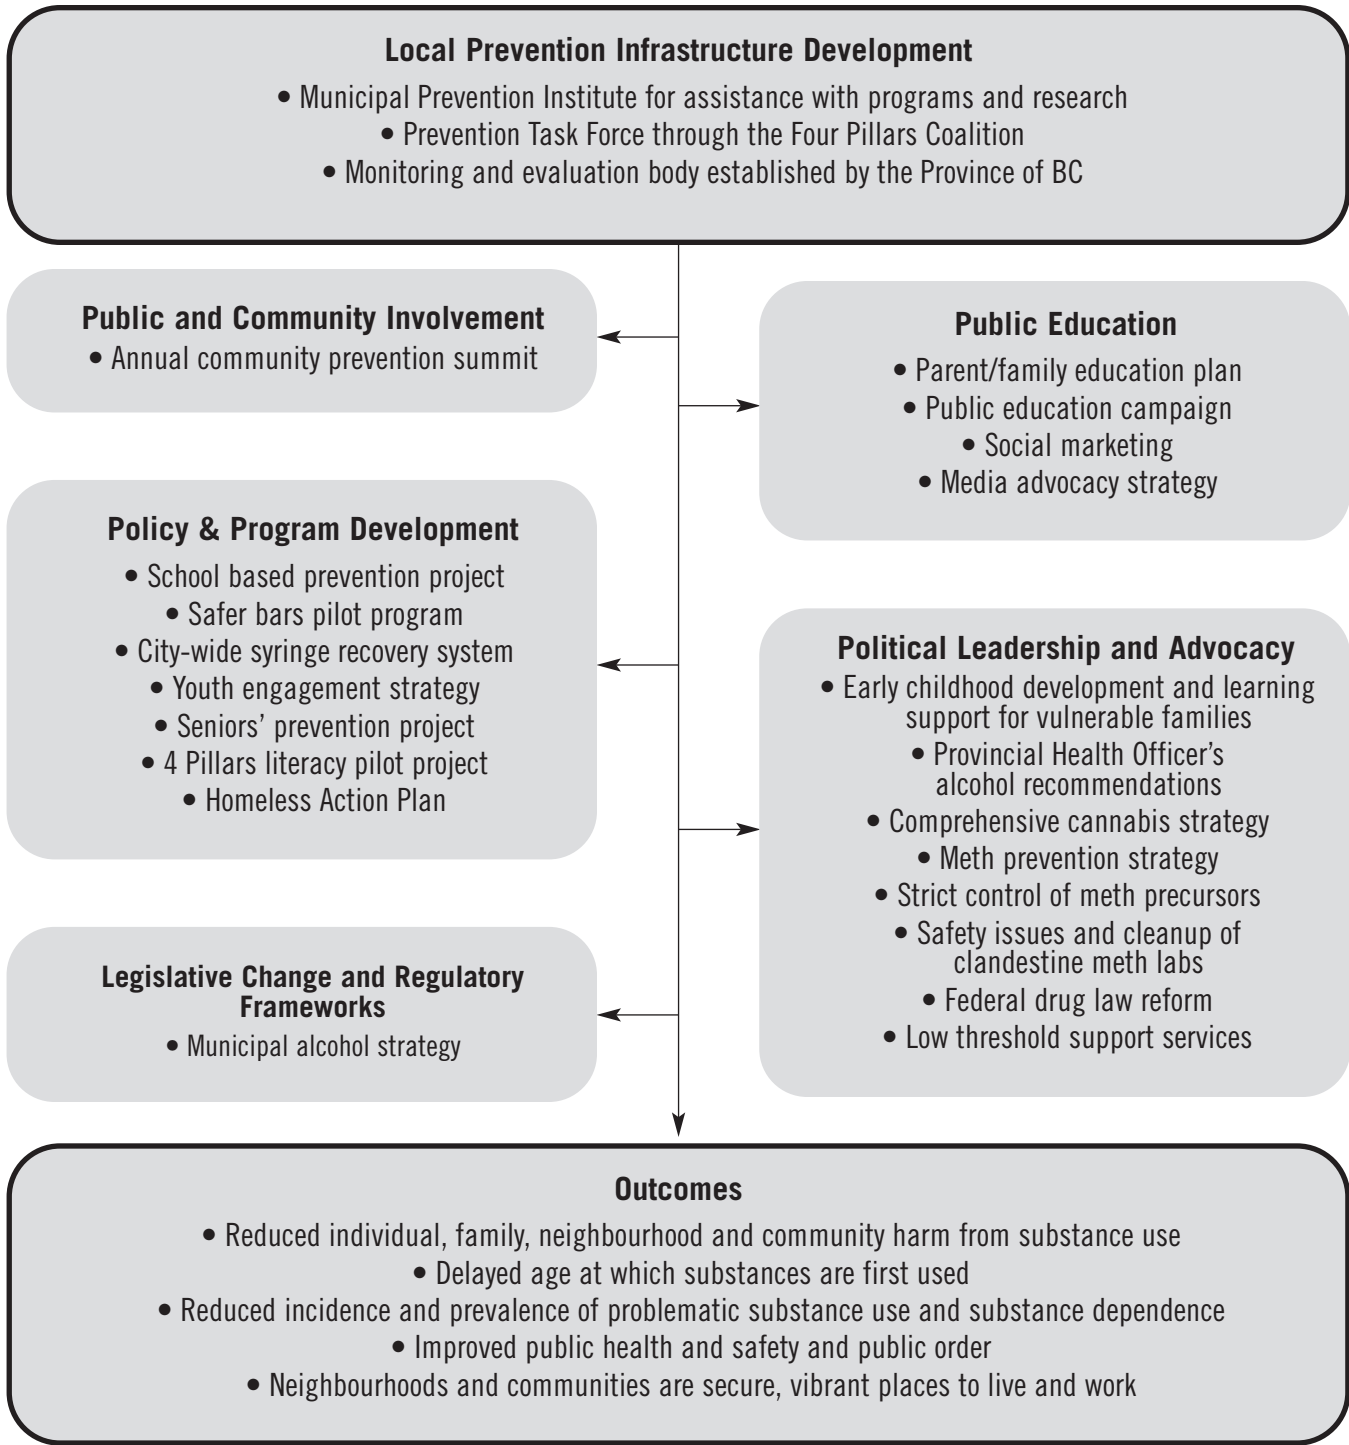 Local Prevention Infrastructure Development
• Municipal Prevention Institute for assistance with programs and research
• Prevention Task Force through the Four Pillars Coalition
• Monitoring and evaluation body established by the Province of BC
Public and Community Involvement
• Annual community prevention summit
Public Education
• Parent/family education plan
• Public education campaign
• Social marketing
• Media advocacy strategy
Policy & Program Development
• School based prevention project
• Safer bars pilot program
• City-wide syringe recovery system
• Youth engagement strategy
• Seniors’ prevention project
• 4 Pillars literacy pilot project
• Homeless Action Plan
Political Leadership and Advocacy
• Early childhood development and learning
support for vulnerable families
• Provincial Health Officer’s
alcohol recommendations
• Comprehensive cannabis strategy
• Meth prevention strategy
• Strict control of meth precursors
• Safety issues and cleanup of
clandestine meth labs
• Federal drug law reform
• Low threshold support services
Legislative Change and Regulatory
Frameworks
• Municipal alcohol strategy
Outcomes
• Reduced individual, family, neighbourhood and community harm from substance use
• Delayed age at which substances are first used
• Reduced incidence and prevalence of problematic substance use and substance dependence
• Improved public health and safety and public order
• Neighbourhoods and communities are secure, vibrant places to live and work